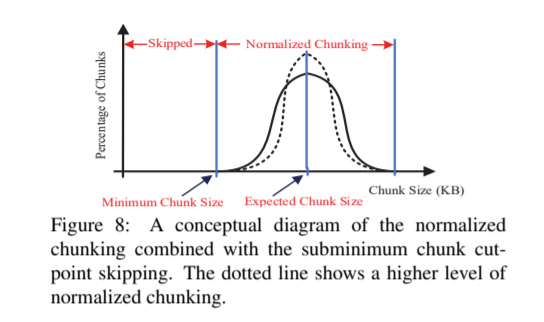 Skipped
Normalized Chunking
Percentage of Chunks
Chunk Size (KB)
Minimum Chunk Size
Expected Chunk Size
Figure 8: A conceptual diagram of the normalized
chunking combined with the subminimum chunk cut-
point skipping. The dotted line shows a higher level of
normalized chunking.